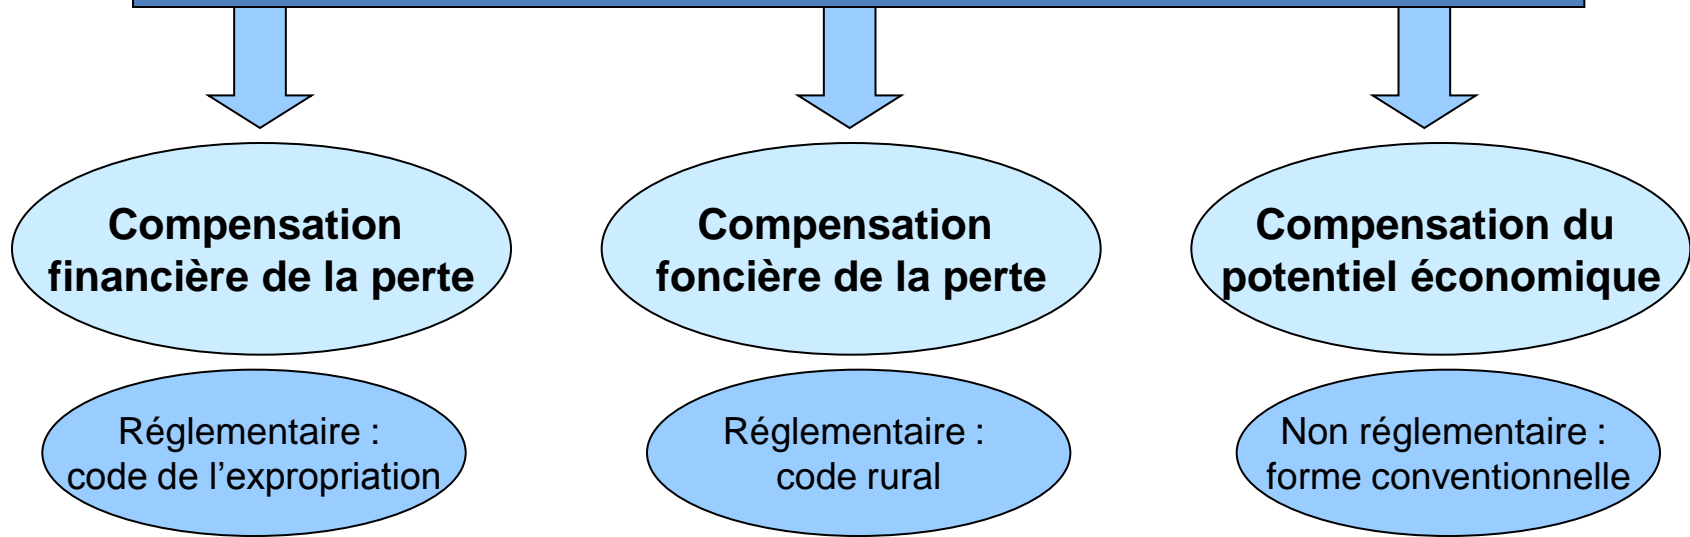 Compensation
financière de la perte
Compensation
foncière de la perte
Compensation du
potentiel économique
Réglementaire :
code de l’expropriation
Réglementaire :
code rural
Non réglementaire :
forme conventionnelle